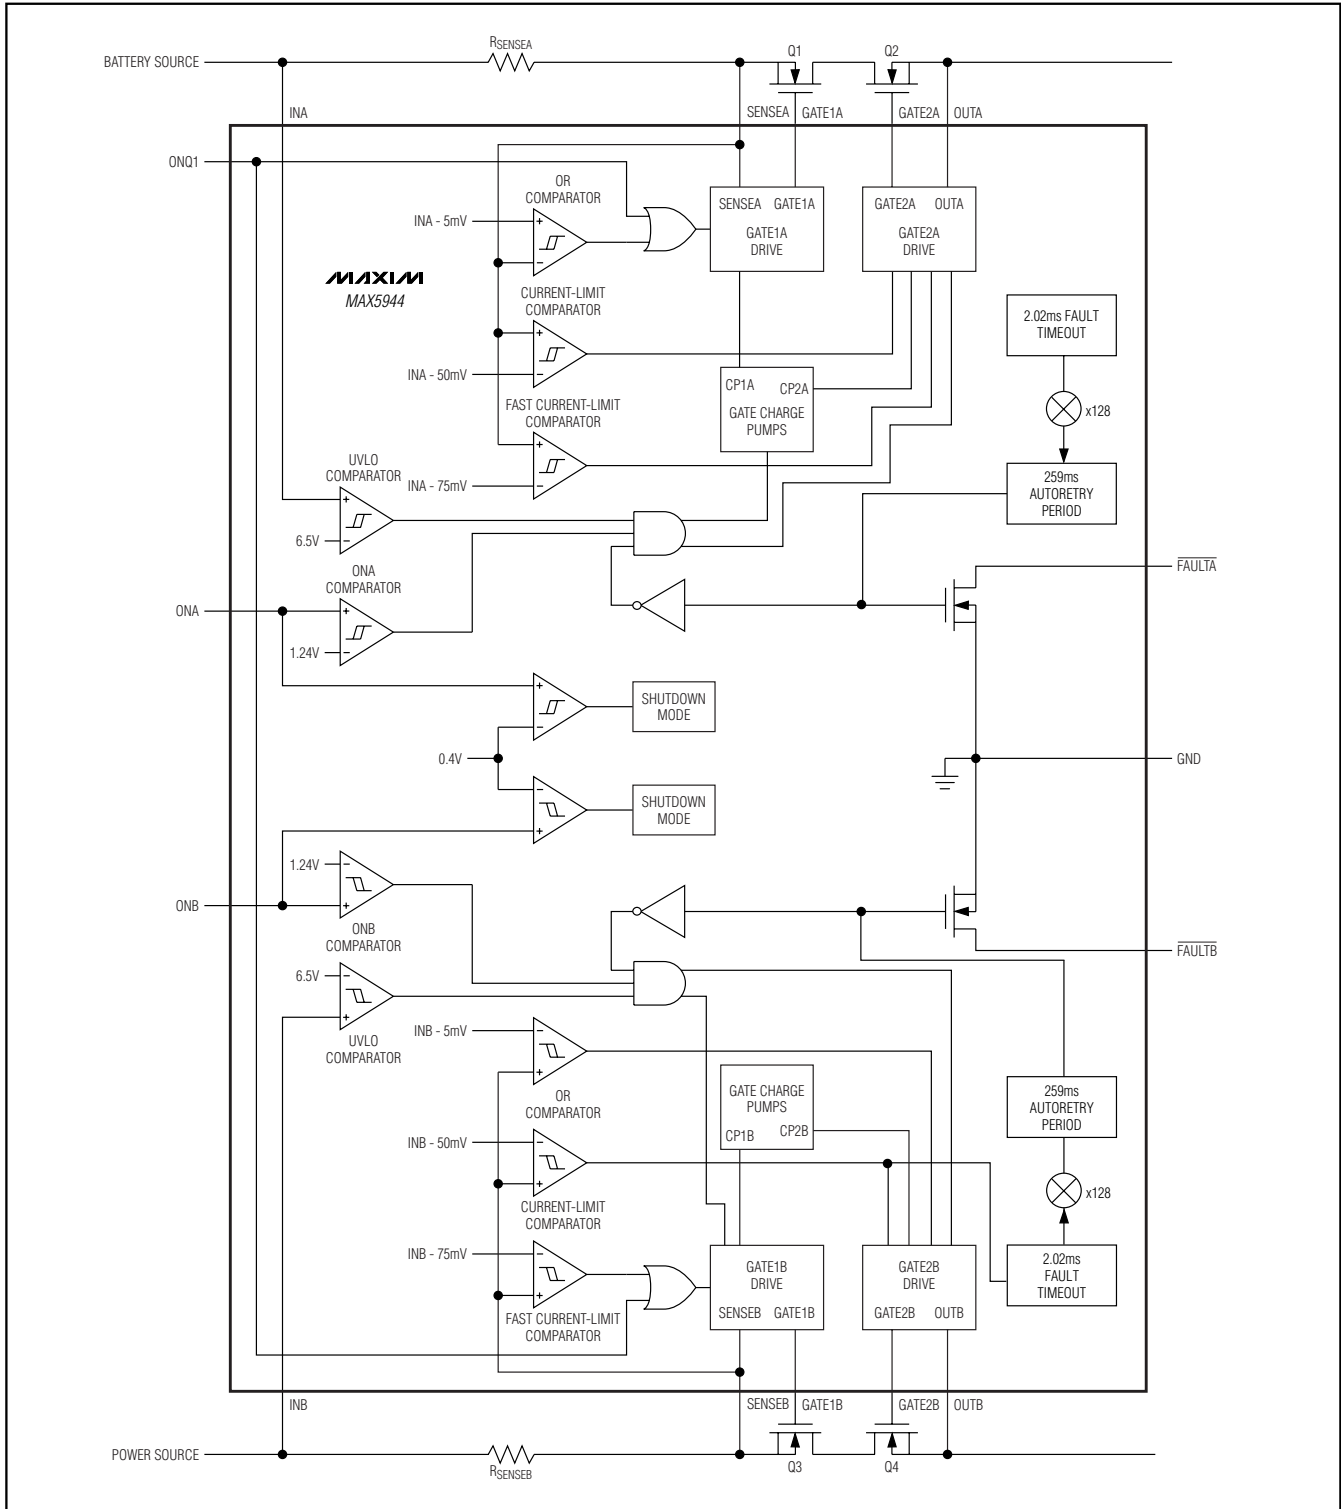 RSENSEA
Q1
Q2
BATTERY SOURCE
INA
SENSEA
GATE1A
GATE2A
OUTA
ONQ1
OR
COMPARATOR
INA - 5mV
+
-
SENSEA GATE1A
GATE1A
DRIVE
GATE2A OUTA
GATE2A
DRIVE
MAXIM
MAX5944
CURRENT-LIMIT
COMPARATOR
+
INA - 50mV
-
2.02ms FAULT
TIMEOUT
CP1A
CP2A
GATE CHARGE
PUMPS
x128
FAST CURRENT-LIMIT
COMPARATOR
+
INA - 75mV
-
UVLO
COMPARATOR
+
6.5V
-
259ms
AUTORETRY
PERIOD
FAULTA
ONA
COMPARATOR
ONA
+
1.24V
-
+
-
SHUTDOWN
MODE
0.4V
GND
-
+
SHUTDOWN
MODE
1.24V
-
+
ONB
ONB
COMPARATOR
FAULTB
6.5V
-
+
UVLO
COMPARATOR
INB - 5mV
-
+
OR
COMPARATOR
GATE CHARGE
PUMPS
CP1B
CP2B
259ms
AUTORETRY
PERIOD
INB - 50mV
-
+
CURRENT-LIMIT
COMPARATOR
x128
INB - 75mV
-
+
FAST CURRENT-LIMIT
COMPARATOR
GATE1B
DRIVE
SENSEB GATE1B
GATE2B
DRIVE
GATE2B OUTB
2.02ms
FAULT
TIMEOUT
INB
SENSEB
GATE1B
GATE2B
OUTB
POWER SOURCE
RSENSEB
Q3
Q4